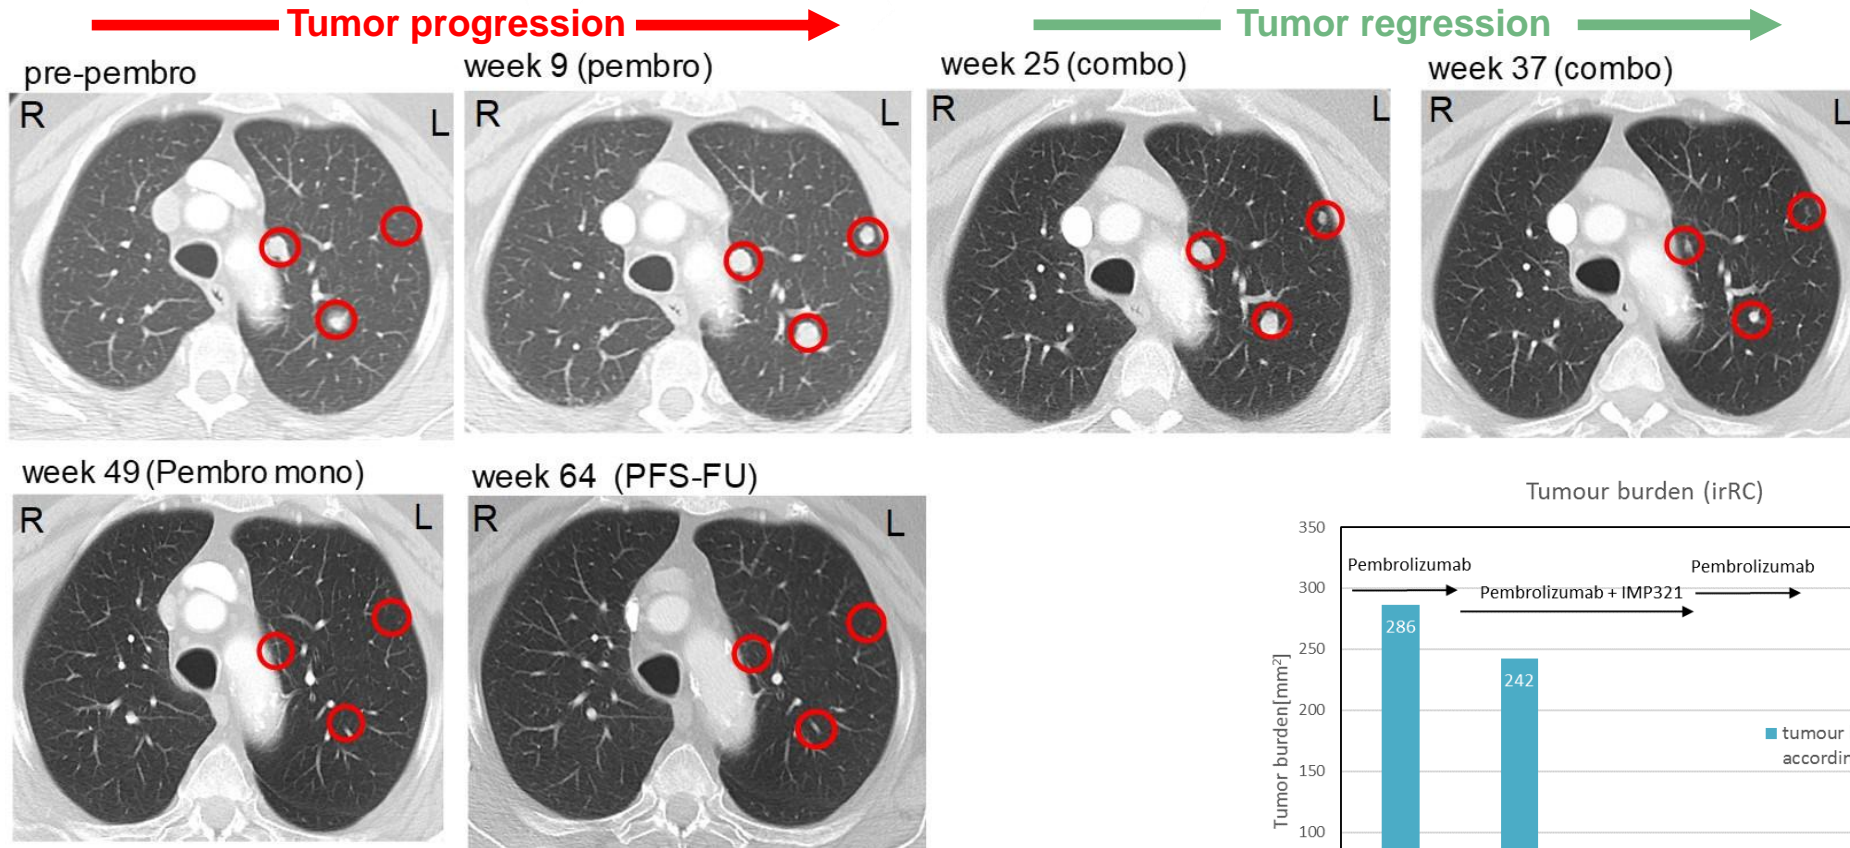 Tumor progression
Tumor regression
pre-pembro
week 9 (pembro)
week 25 (combo)
week 37 (combo)
R
L
R
L
R
L
R
L
week 49 (Pembro mono)
week 64 (PFS-FU)
R
L
R
L
Tumour burden (irRC)
350
300
250
200
150
100
Tumor burden[mm²]
Pembrolizumab
Pembrolizumab + IMP321
Pembrolizumab
286
242
tumour
accordin